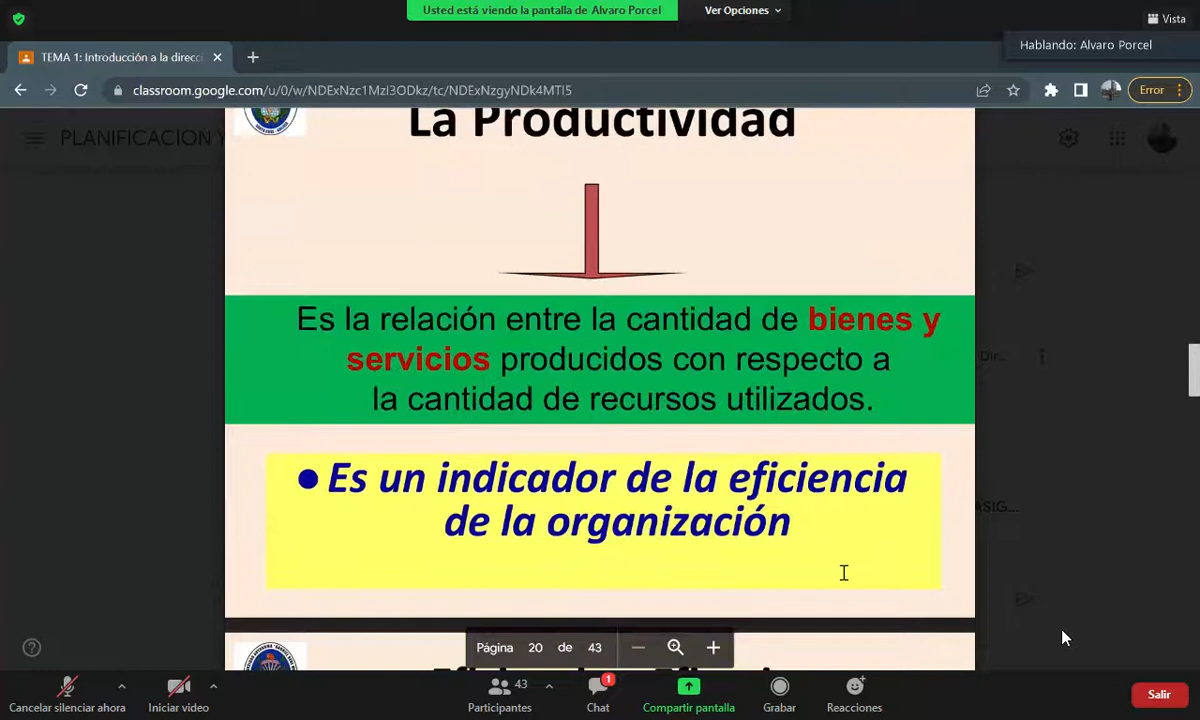 Usted está viendo la pantalla de Alvaro Porcel
Ver Opciones
Vista
Hablando: Alvaro Porcel
TEMA 1: Introducción a la direcc
classroom.google.com/u/0/w/NDExNzc1MzI3ODkz/tc/NDExNzgyNDk4MTI5
Error
PLANIFICACION Y
La Productividad
Es la relación entre la cantidad de bienes y
servicios producidos con respecto a
la cantidad de recursos utilizados.
Es un indicador de la eficiencia
de la organización
Página 20 de 43
43
1
Cancelar silenciar ahora
Iniciar video
Participantes
Chat
Compartir pantalla
Grabar
Reacciones
Salir